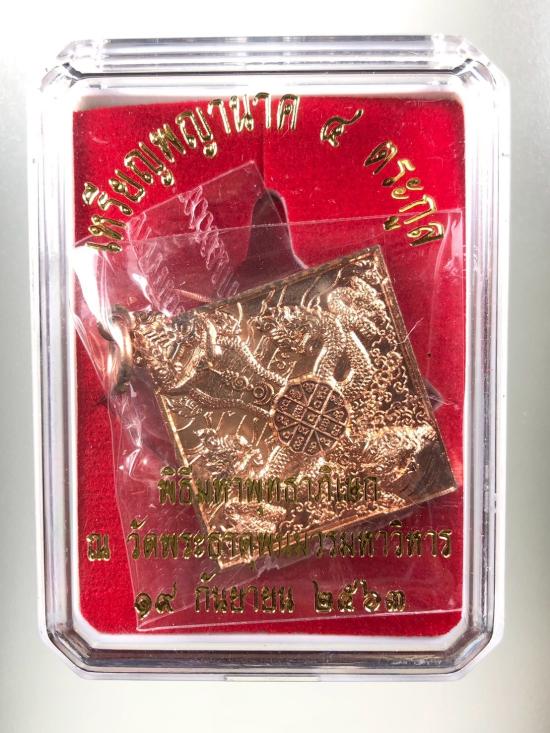 เหรียญพญานาค ๔ ตระกูล
พิธีมหาพุทธาภิเษก
ณ วัดพระธาตุพนมวรมหาวิหาร
๑๙ กันยายน ๒๕๖๓